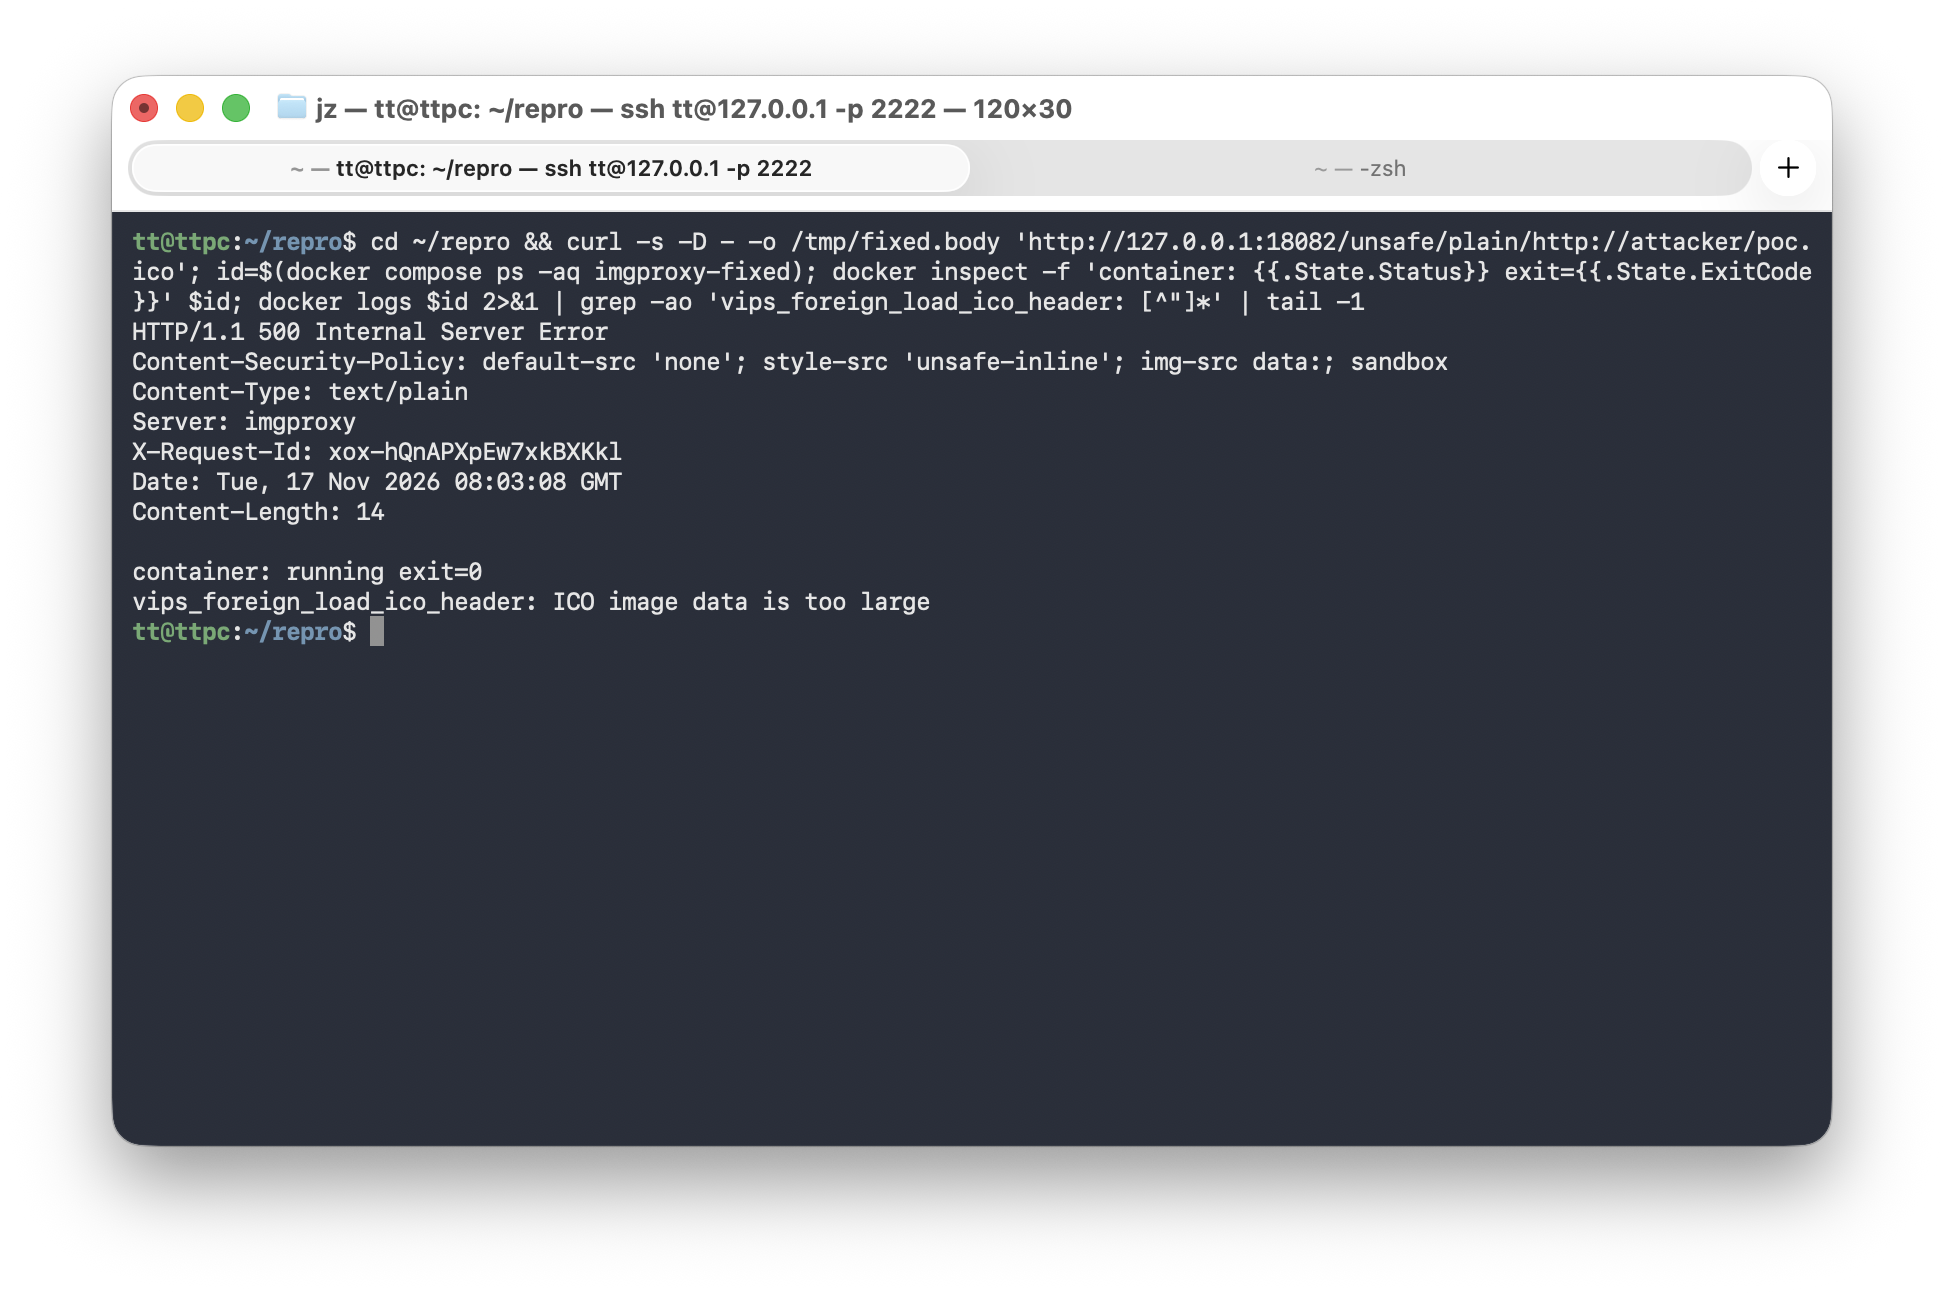 jz — tt@ttpc: ~/repro — ssh tt@127.0.0.1 -p 2222 — 120×30
~ — tt@ttpc: ~/repro — ssh tt@127.0.0.1 -p 2222
~ — -zsh
+
tt@ttpc:~/repro$ cd ~/repro && curl -s -D - -o /tmp/fixed.body 'http://127.0.0.1:18082/unsafe/plain/http://attacker/poc.
ico'; id=$(docker compose ps -aq imgproxy-fixed); docker inspect -f 'container: {{.State.Status}} exit={{.State.ExitCode
}}' $id; docker logs $id 2>&1 | grep -ao 'vips_foreign_load_ico_header: [^"]*' | tail -1
HTTP/1.1 500 Internal Server Error
Content-Security-Policy: default-src 'none'; style-src 'unsafe-inline'; img-src data:; sandbox
Content-Type: text/plain
Server: imgproxy
X-Request-Id: xox-hQnAPXpEw7xkBXKkl
Date: Tue, 17 Nov 2026 08:03:08 GMT
Content-Length: 14
container: running exit=0
vips_foreign_load_ico_header: ICO image data is too large
tt@ttpc:~/repro$